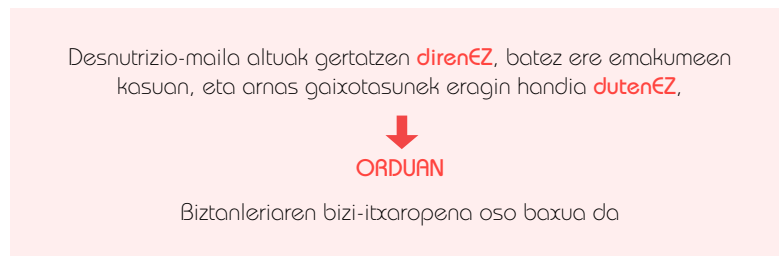 Desnutrizio-maila altuak gertatzen direnEZ, batez ere emakumeen
kasuan, eta arnas gaixotasunek eragin handia dutenEZ,
ORDUAN
Biztanleriaren bizi-itxaropena oso baxua da